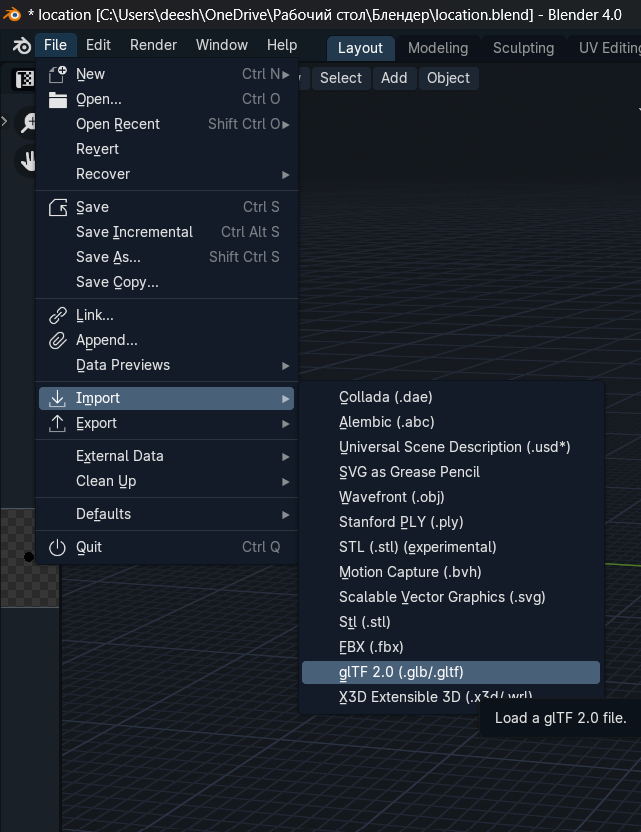 * location [C:\Users\deesh\OneDrive\Рабочий стол\Блендер\location.blend] - Blender 4.0
File Edit Render Window Help Layout Modeling Sculpting UV Editing
Select Add Object
New Ctrl N
Open... Ctrl O
Open Recent Shift Ctrl O
Revert
Recover
Save Ctrl S
Save Incremental Ctrl Alt S
Save As... Shift Ctrl S
Save Copy...
Link...
Append...
Data Previews
Import
Export
External Data
Clean Up
Defaults
Quit Ctrl Q
Collada (.dae)
Alembic (.abc)
Universal Scene Description (.usd*)
SVG as Grease Pencil
Wavefront (.obj)
Stanford PLY (.ply)
STL (.stl) (experimental)
Motion Capture (.bvh)
Scalable Vector Graphics (.svg)
Stl (.stl)
FBX (.fbx)
glTF 2.0 (.glb/.gltf)
X3D Extensible 3D (.x3d/.wrl)
Load a glTF 2.0 file.